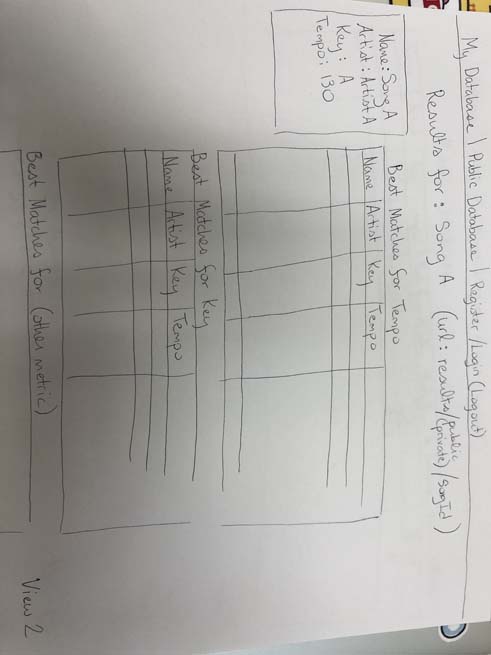 My Database | Public Database | Register/Login (Logout)
Results for: Song A (url: results/public/songId)
(private)
Name: Song A
Artist: Artist A
Key: A
Tempo: 130
Best Matches for Tempo
Name | Artist | Key | Tempo
Best Matches for Key
Name | Artist | Key | Tempo
Best Matches for (other metric)
View 2